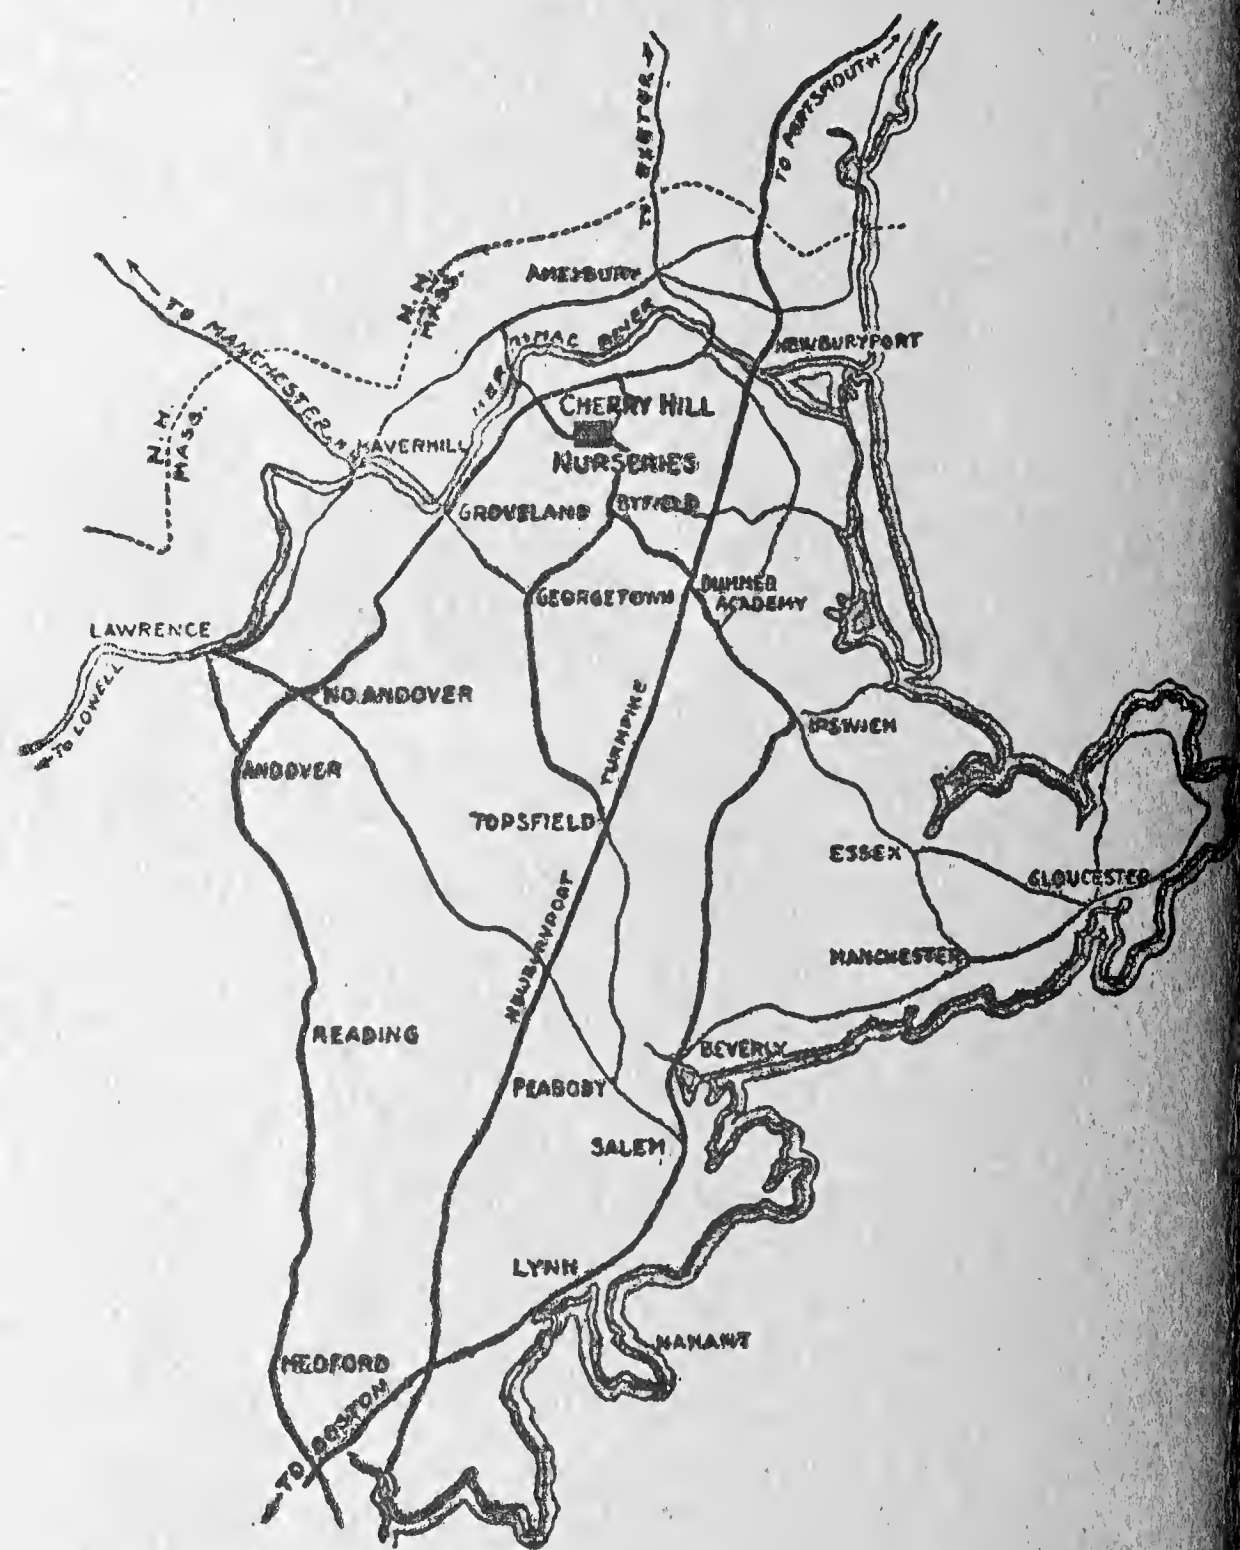 TO EXETER
TO PORTSMOUTH
AMESBURY
N.H.
MASS.
TO MANCHESTER N.H.
MERRIMAC RIVER
NEWBURYPORT
N.H.
MASS.
CHERRY HILL
NURSERIES
HAVERHILL
GROVELAND
BYFIELD
GEORGETOWN
DUMMER
ACADEMY
LAWRENCE
TO LOWELL
NO. ANDOVER
IPSWICH
ANDOVER
NEWBURYPORT TURNPIKE
TOPSFIELD
ESSEX
GLOUCESTER
MANCHESTER
READING
BEVERLY
PEABODY
SALEM
LYNN
NAHANT
MEDFORD
TO BOSTON